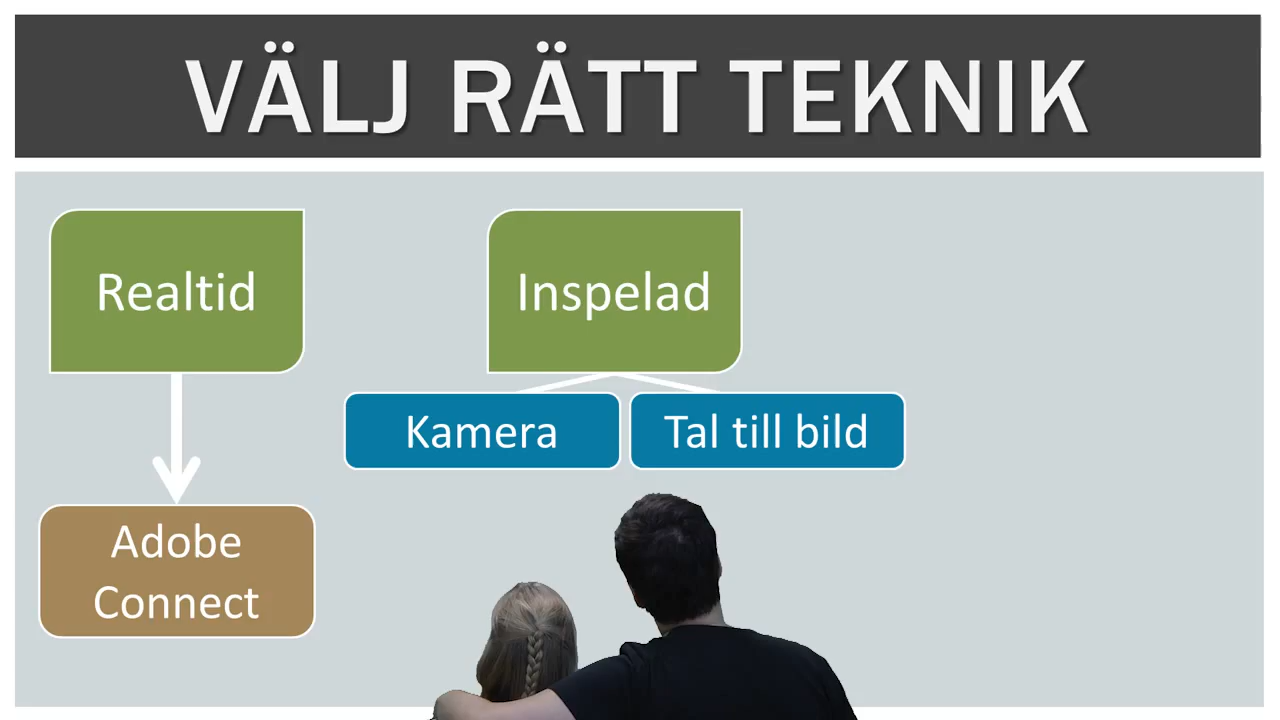 VÄLJ RÄTT TEKNIK
Realtid
Inspelad
Kamera
Tal till bild
Adobe
Connect